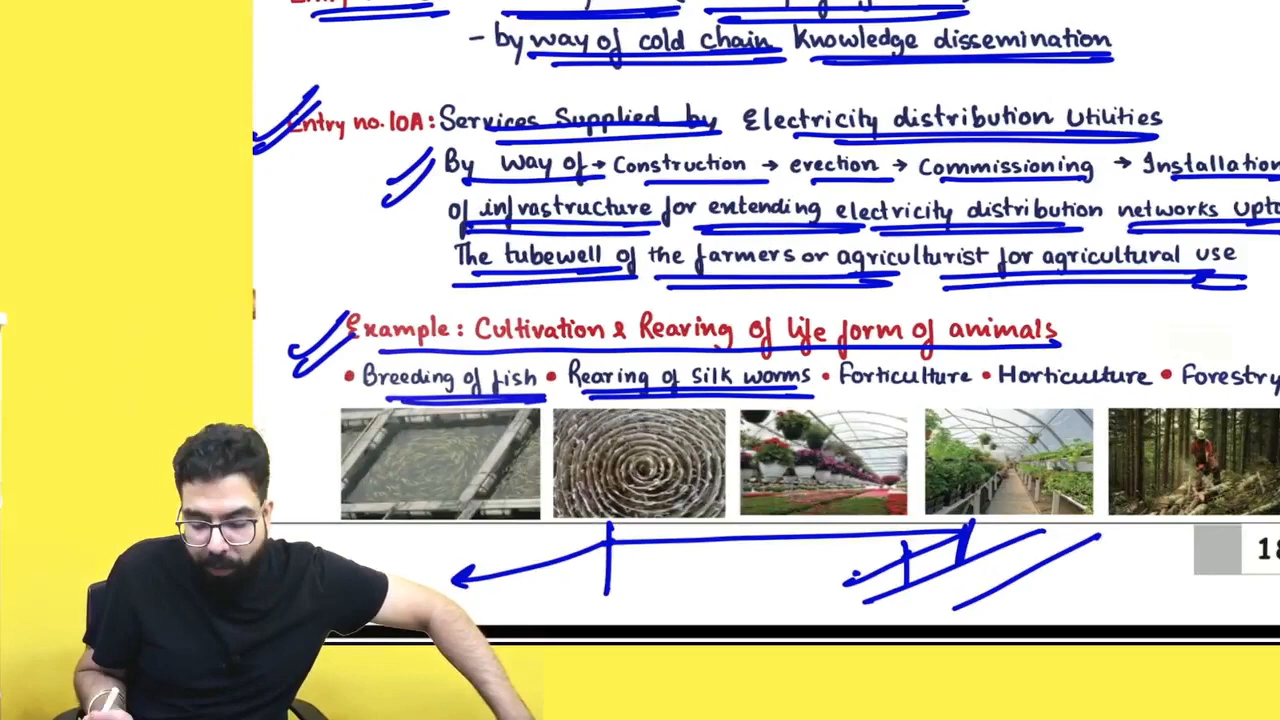 - by way of cold chain Knowledge dissemination
Entry no. 10A: Services Supplied by Electricity distribution Utilities
By way of → Construction → erection → Commissioning → Installation
of infrastructure for extending electricity distribution networks upto
The tubewell of the farmers or agriculturist for agricultural use
Example: Cultivation & Rearing of life form of animals
• Breeding of fish • Rearing of Silk worms • Forticulture • Horticulture • Forestry